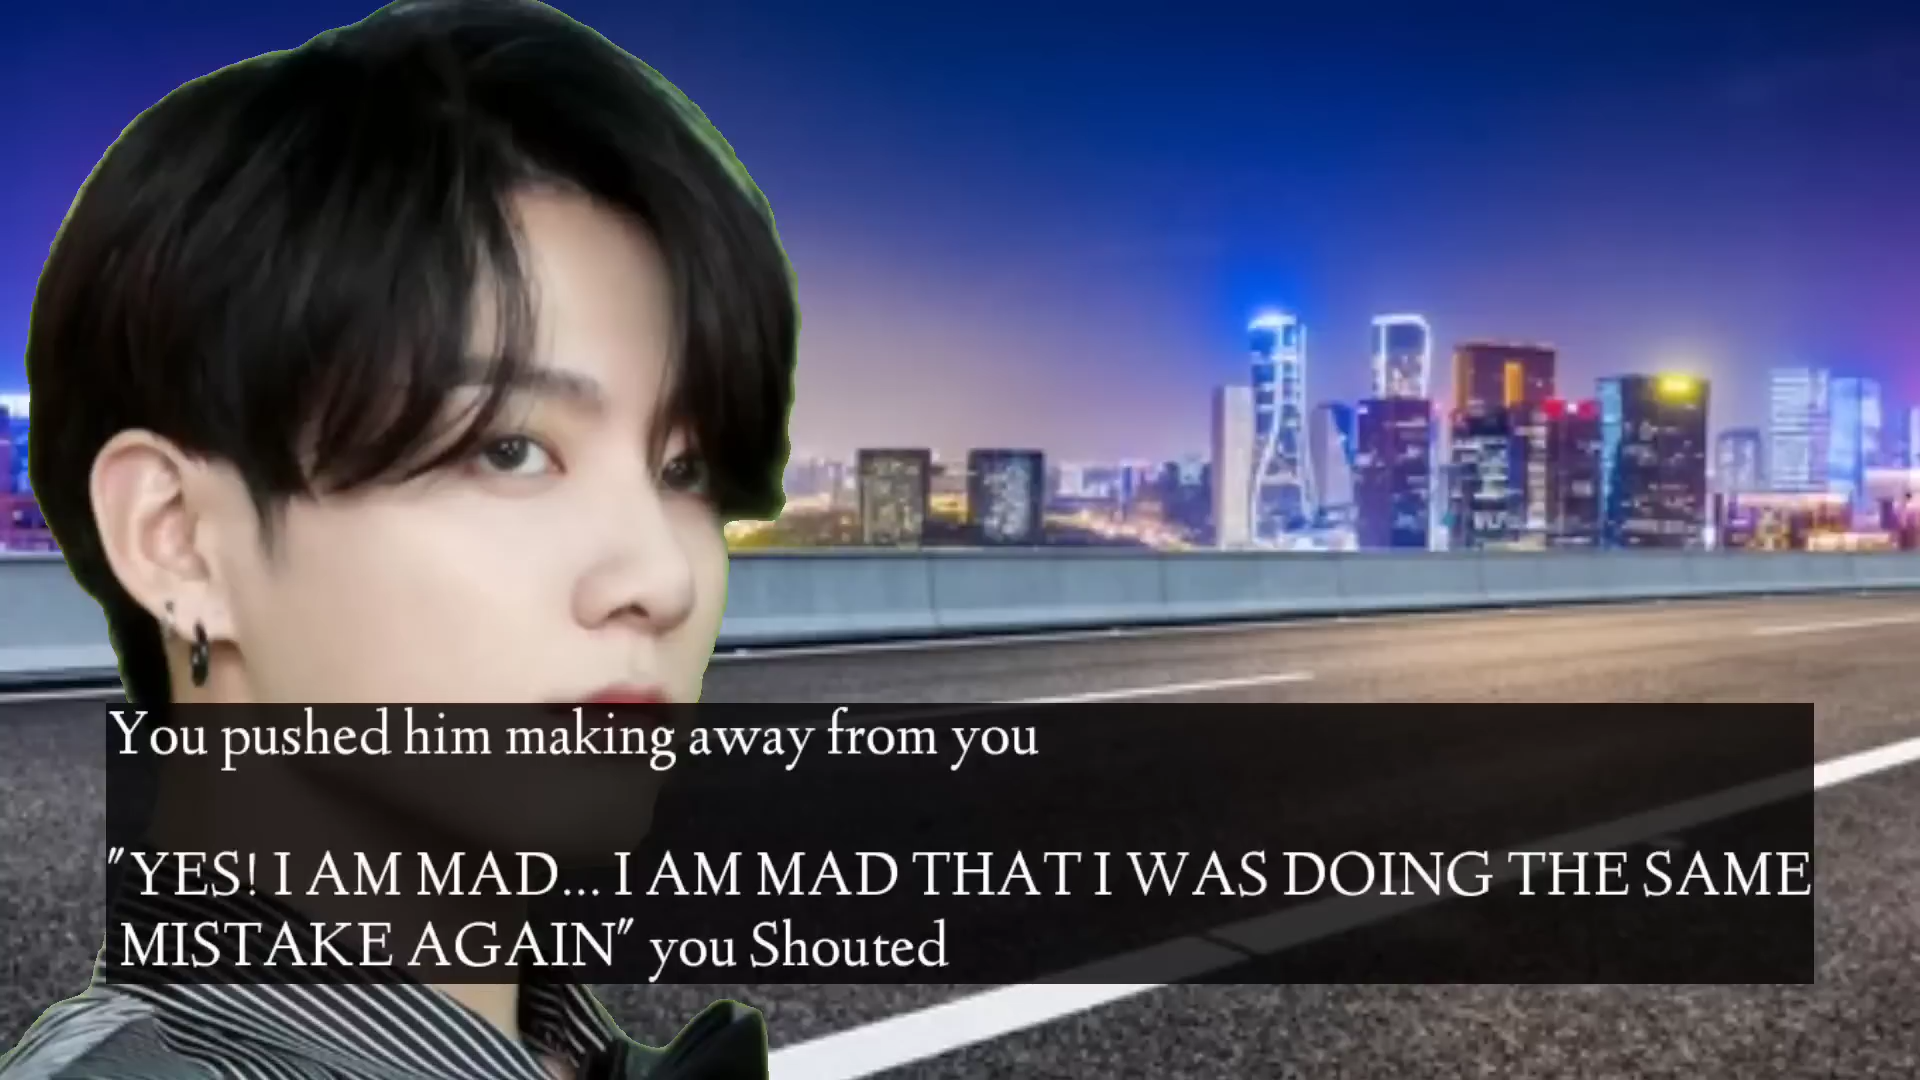 You pushed him making away from you
"YES! I AM MAD... I AM MAD THAT I WAS DOING THE SAME
MISTAKE AGAIN" you Shouted